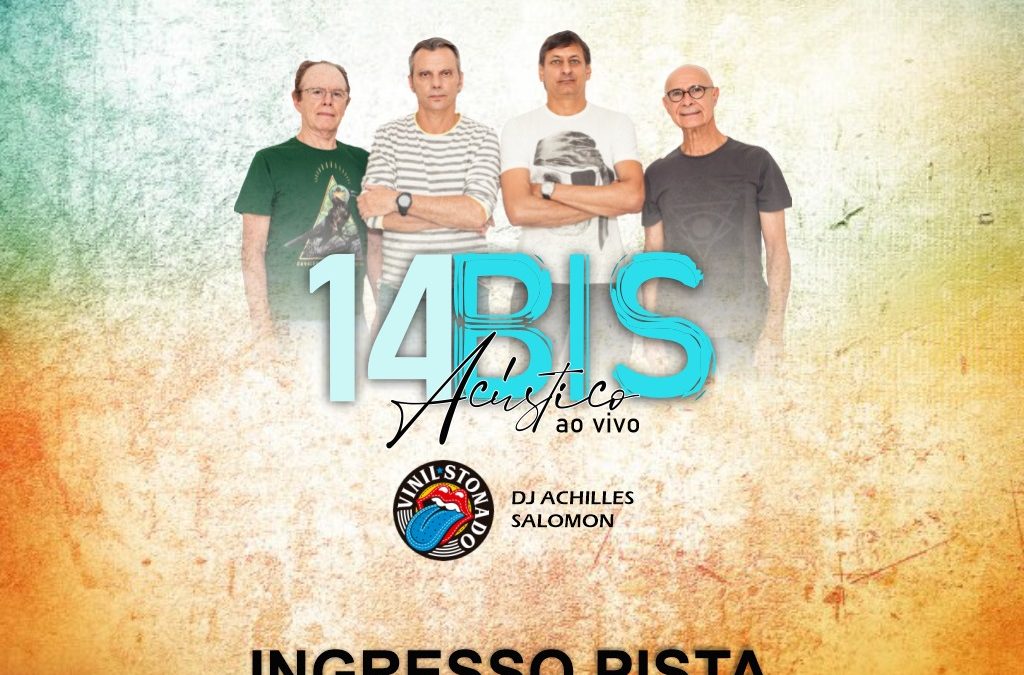 14BIS
Acústico
ao vivo
VINIL STONADO
DJ ACHILLES
SALOMON
INGRESSO PISTA